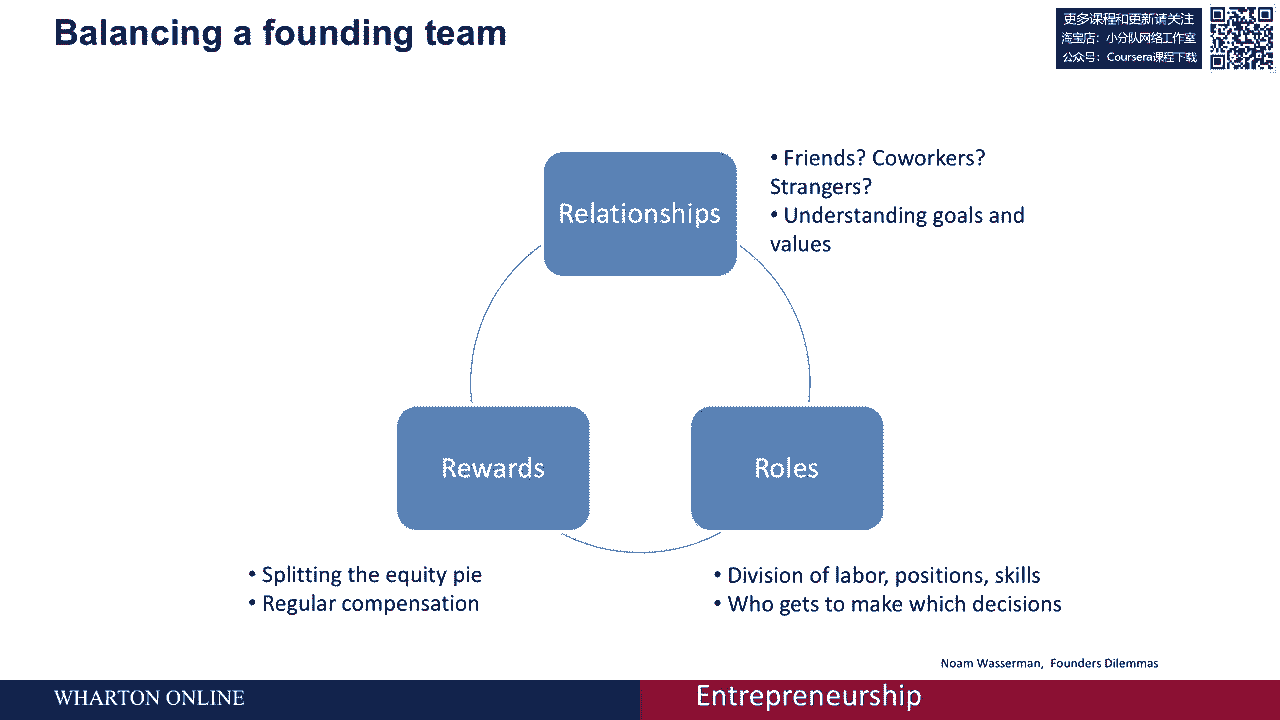 Balancing a founding team
更多课程和更新请关注
淘宝店：小分队网络工作室
公众号：Coursera课程下载
Relationships
• Friends? Coworkers?
Strangers?
• Understanding goals and
values
Rewards
Roles
• Splitting the equity pie
• Regular compensation
• Division of labor, positions, skills
• Who gets to make which decisions
Noam Wasserman, Founders Dilemmas
WHARTON ONLINE
Entrepreneurship